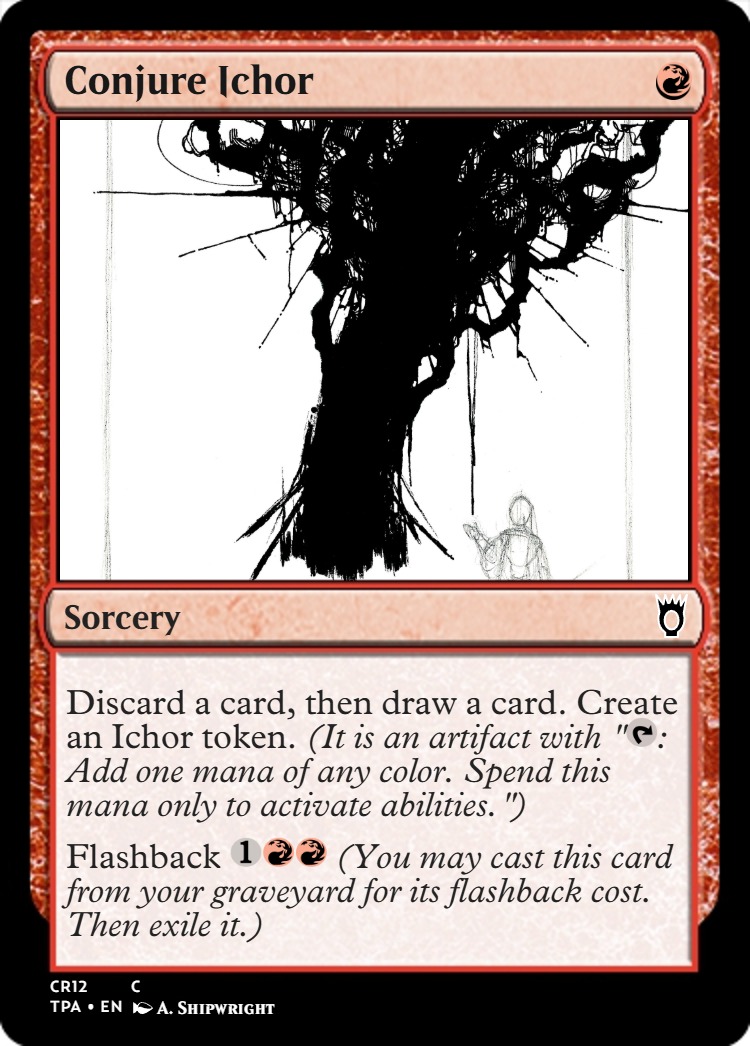 Conjure Ichor
Sorcery
Discard a card, then draw a card. Create
an Ichor token. (It is an artifact with ":
Add one mana of any color. Spend this
mana only to activate abilities.")
Flashback 1 (You may cast this card
from your graveyard for its flashback cost.
Then exile it.)
CR12 C
TPA • EN A. Shipwright